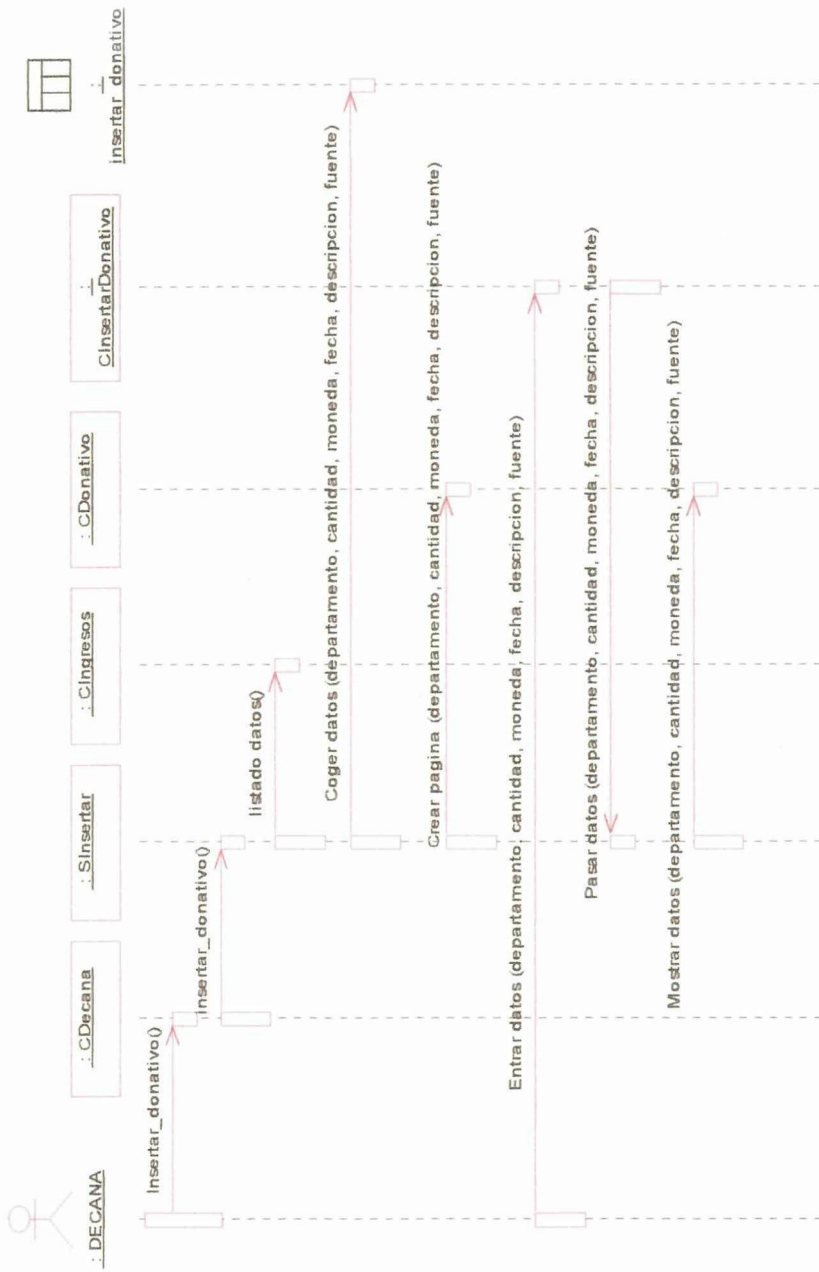 : DECANA
: CDecana
: SInsertar
: CIngresos
: CDonativo
:
CInsertarDonativo
:
insertar_donativo
Insertar_donativo()
insertar_donativo()
listado datos()
Coger datos (departamento, cantidad, moneda, fecha, descripcion, fuente)
Crear pagina (departamento, cantidad, moneda, fecha, descripcion, fuente)
Entrar datos (departamento, cantidad, moneda, fecha, descripcion, fuente)
Pasar datos (departamento, cantidad, moneda, fecha, descripcion, fuente)
Mostrar datos (departamento, cantidad, moneda, fecha, descripcion, fuente)